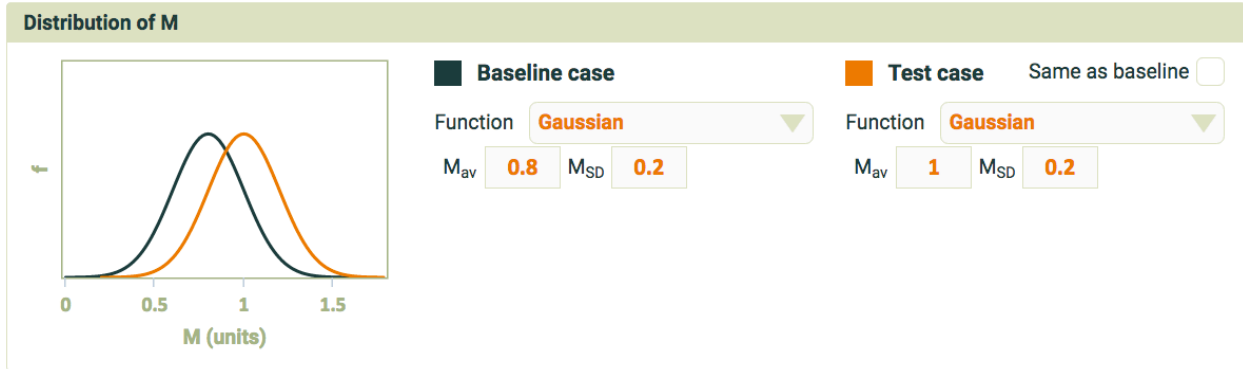 Distribution of M
f
0 0.5 1 1.5
M (units)
Baseline case
Function Gaussian
Mav 0.8 MSD 0.2
Test case Same as baseline
Function Gaussian
Mav 1 MSD 0.2